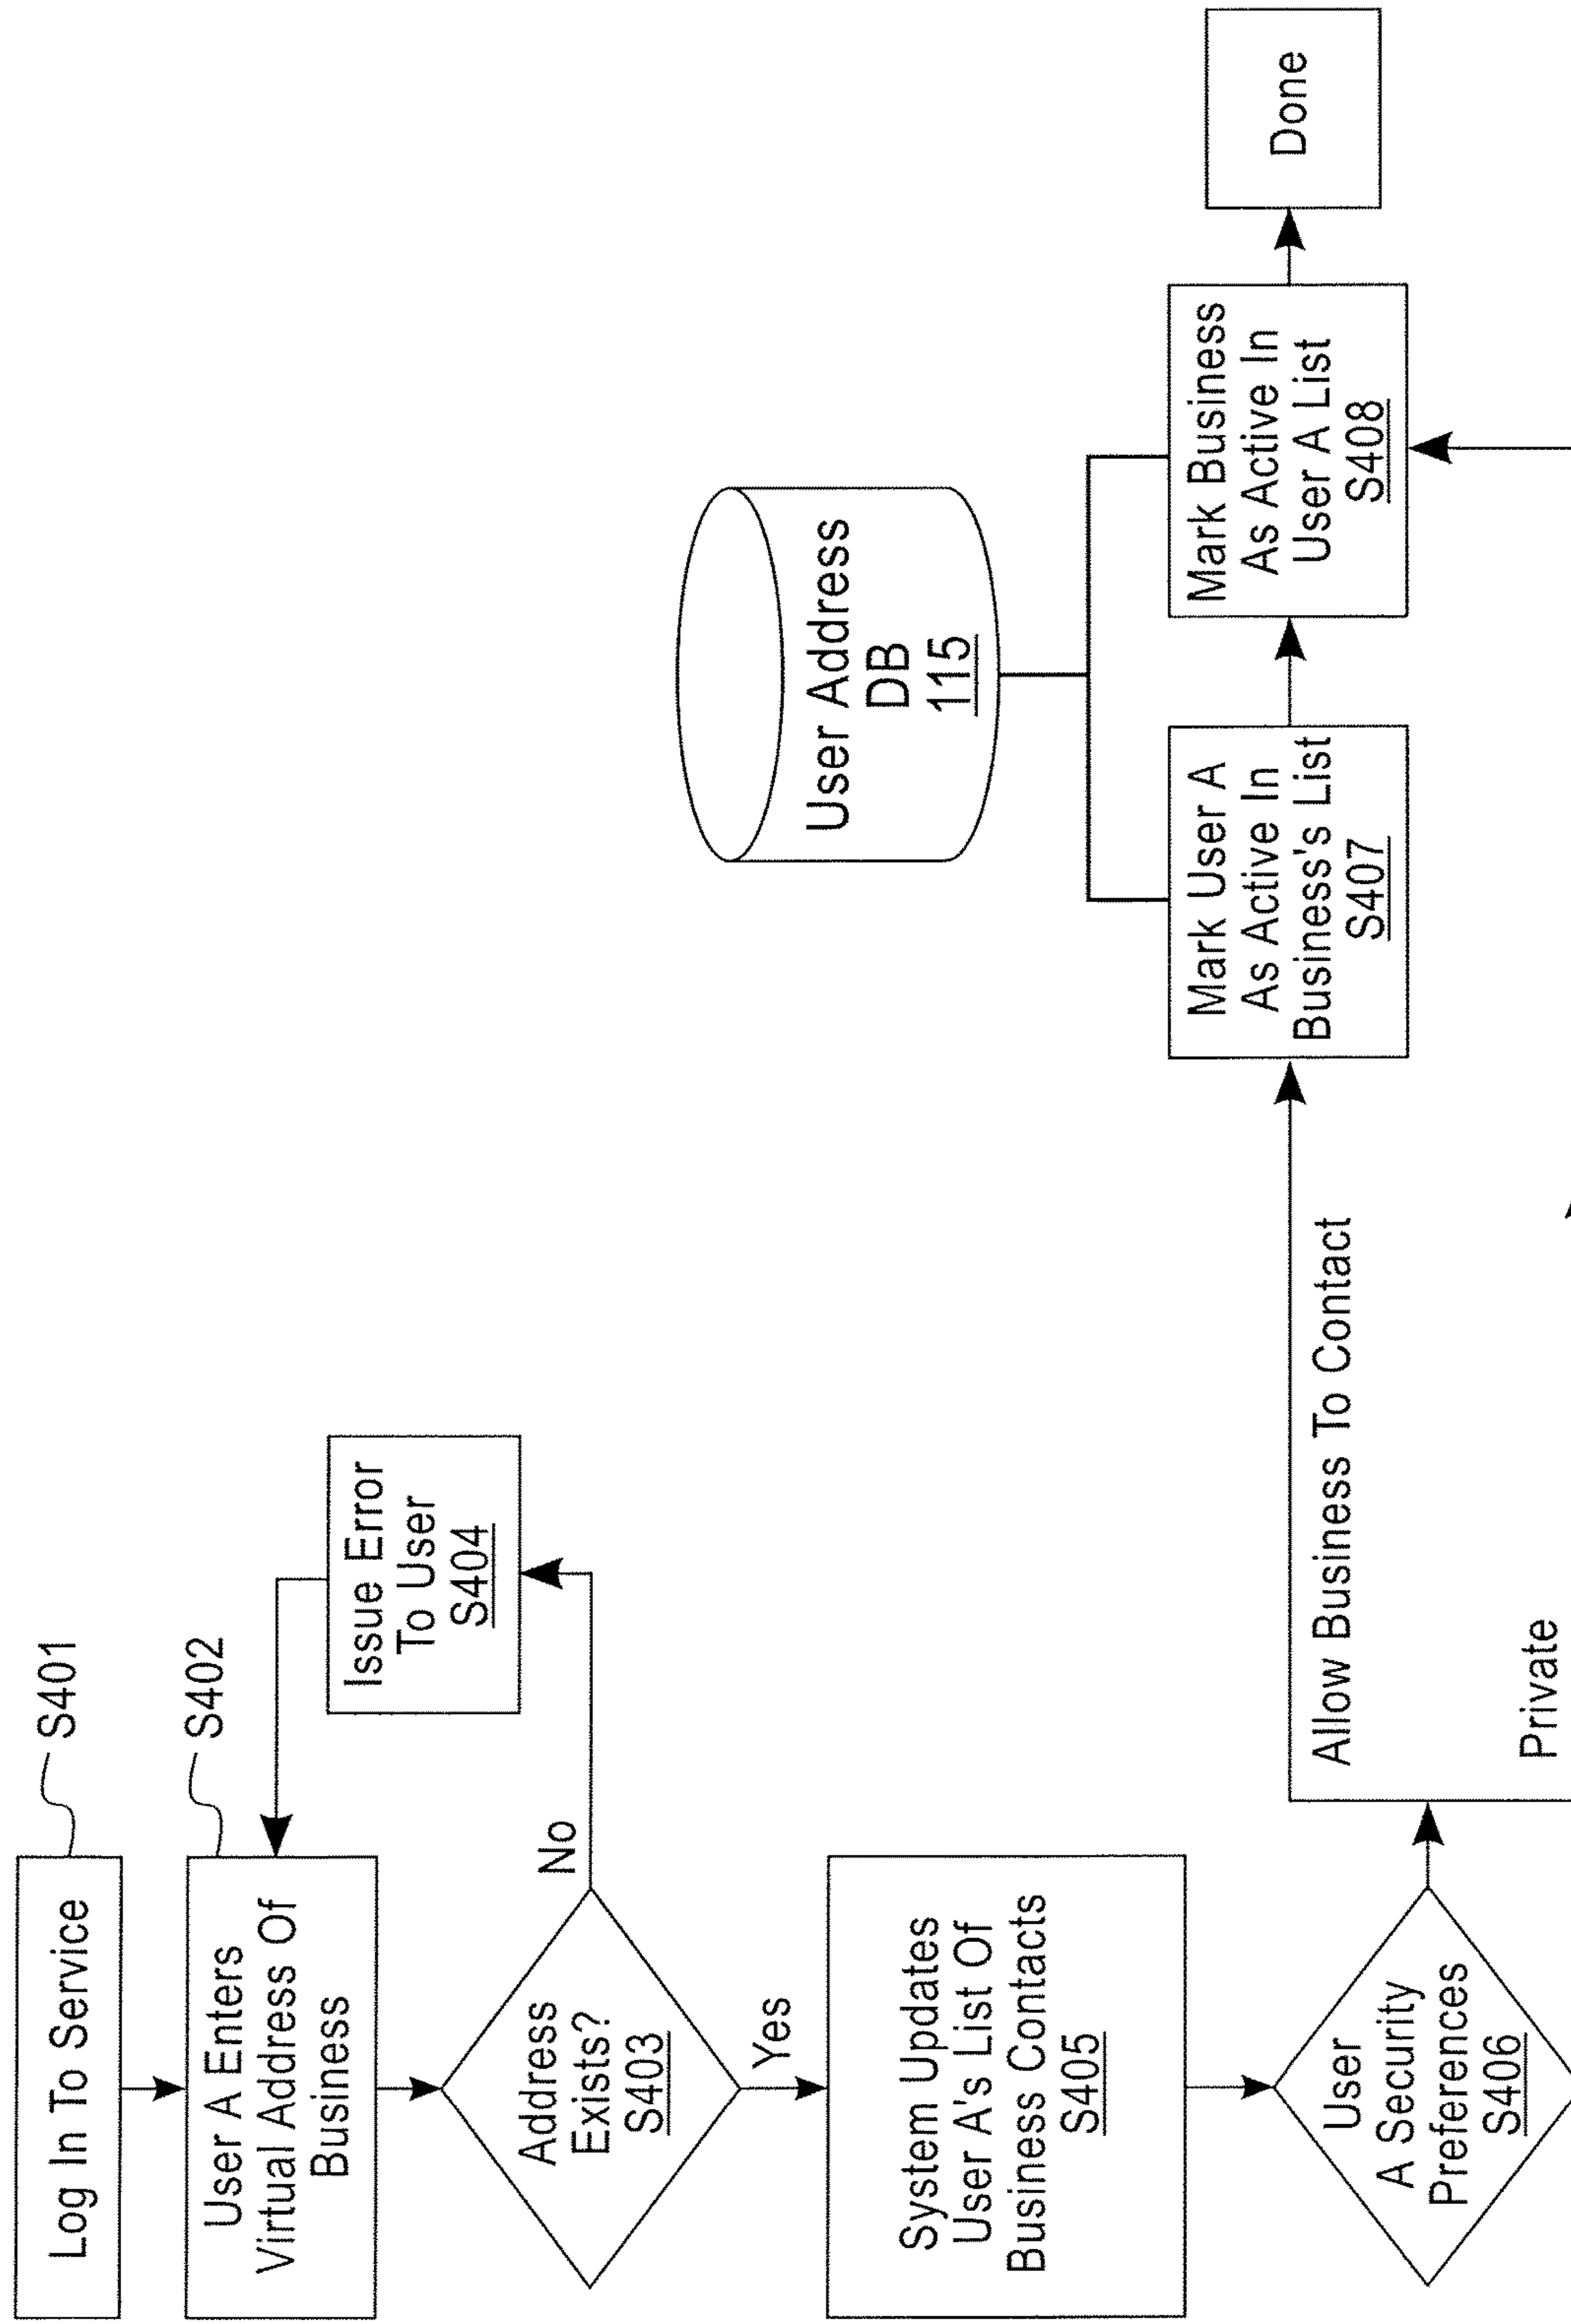 Log In To Service
S401
User A Enters
Virtual Address Of
Business
S402
Address
Exists?
S403
No
Issue Error
To User
S404
Yes
System Updates
User A's List Of
Business Contacts
S405
User
A Security
Preferences
S406
Allow Business To Contact
Private
Mark User A
As Active In
Business's List
S407
User Address
DB
115
Mark Business
As Active In
User A List
S408
Done